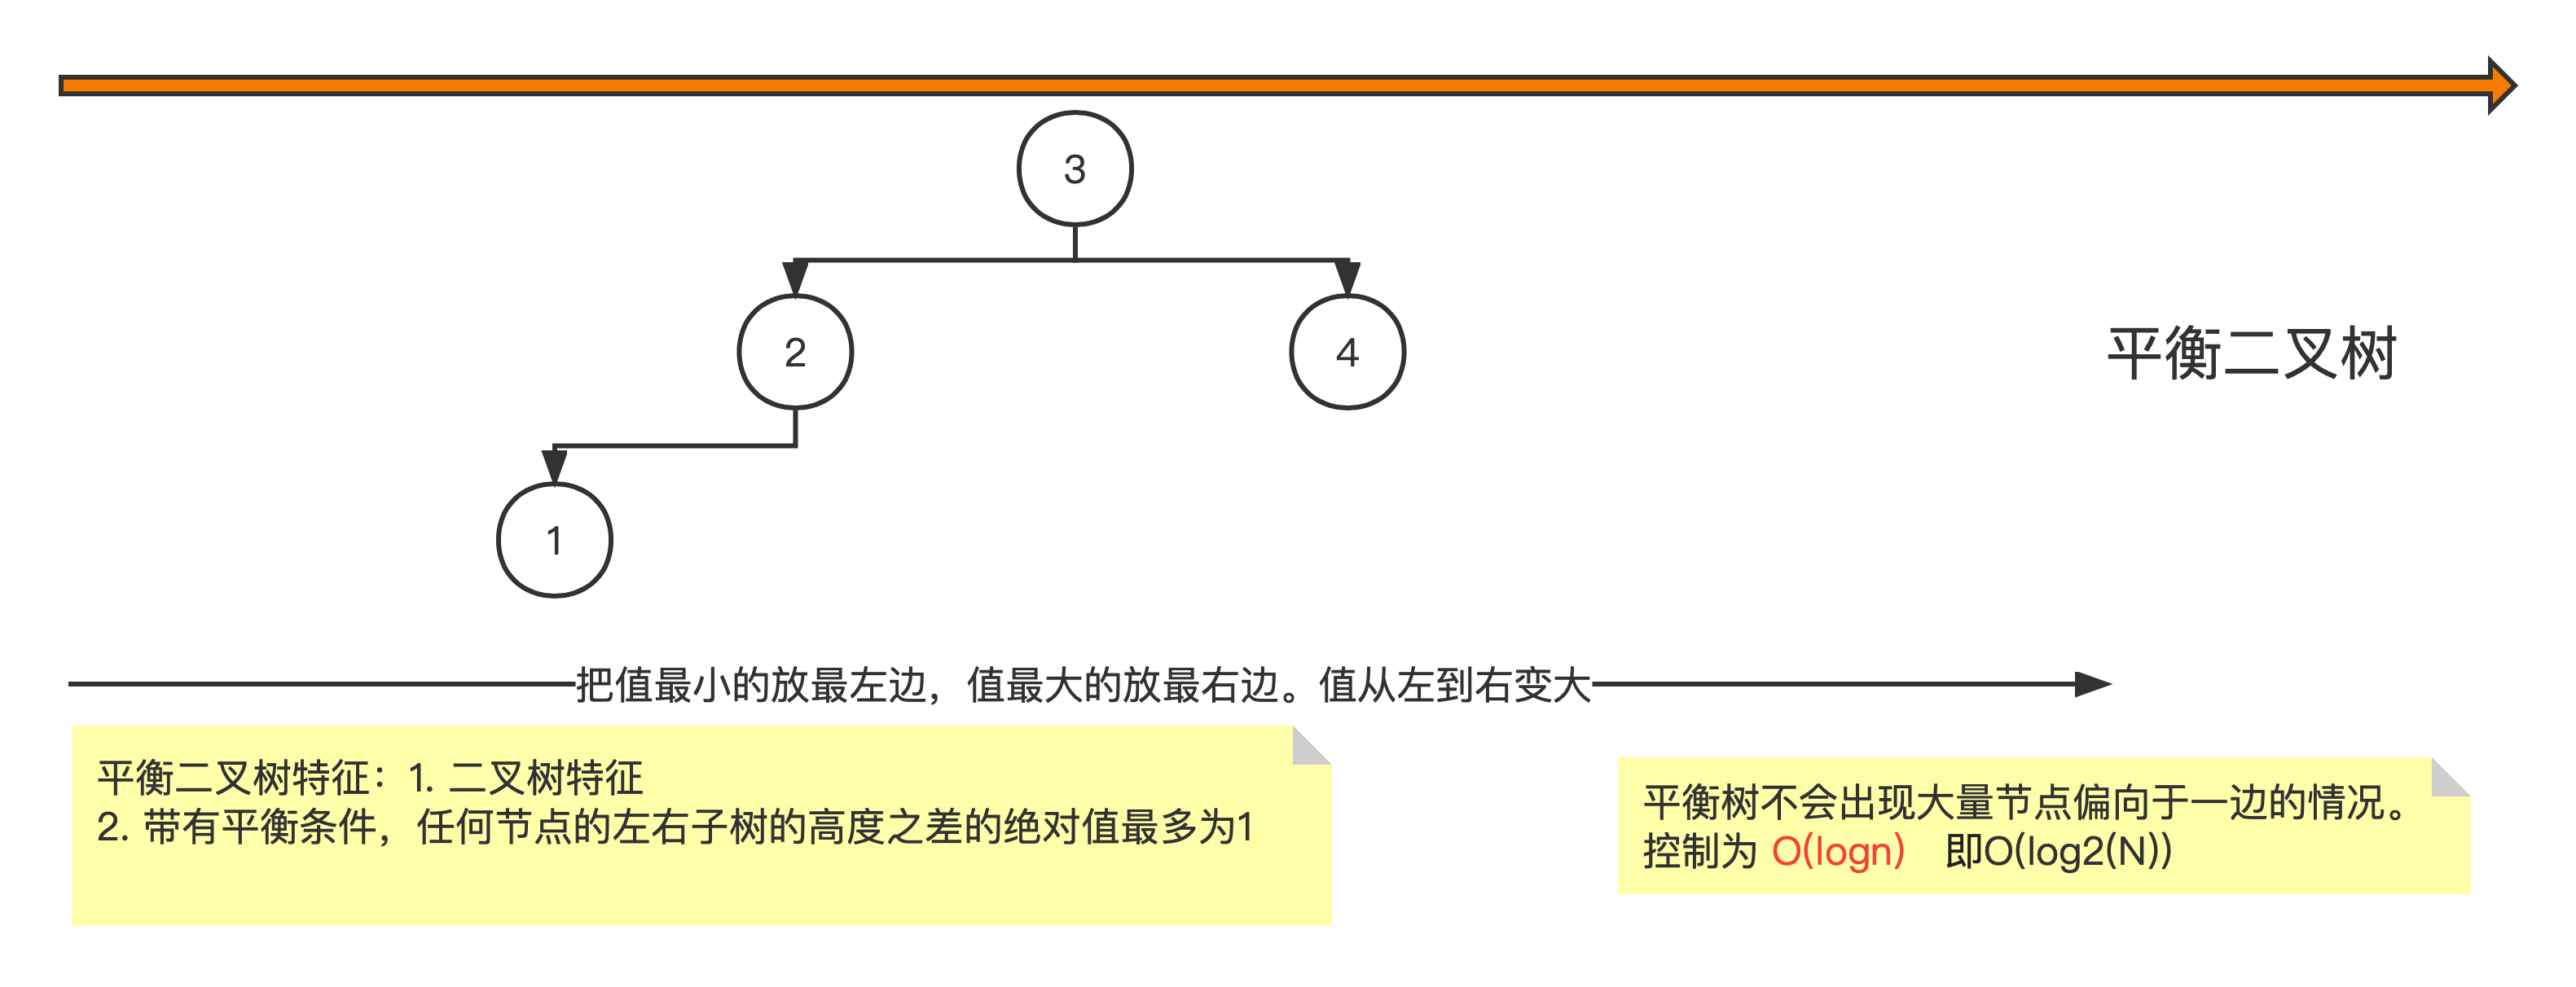 3
2
4
平衡二叉树
1
把值最小的放最左边，值最大的放最右边。值从左到右变大
平衡二叉树特征：1. 二叉树特征
2. 带有平衡条件，任何节点的左右子树的高度之差的绝对值最多为1
平衡树不会出现大量节点偏向于一边的情况。
控制为 O(logn) 即O(log2(N))